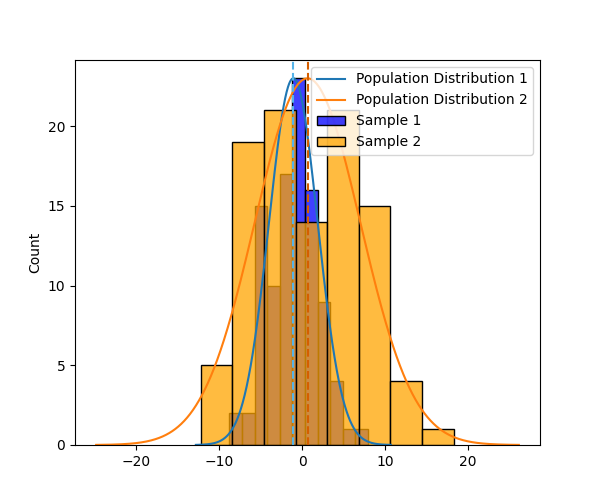 Population Distribution 1
Population Distribution 2
Sample 1
Sample 2
Count
20
15
10
5
0
−20 −10 0 10 20